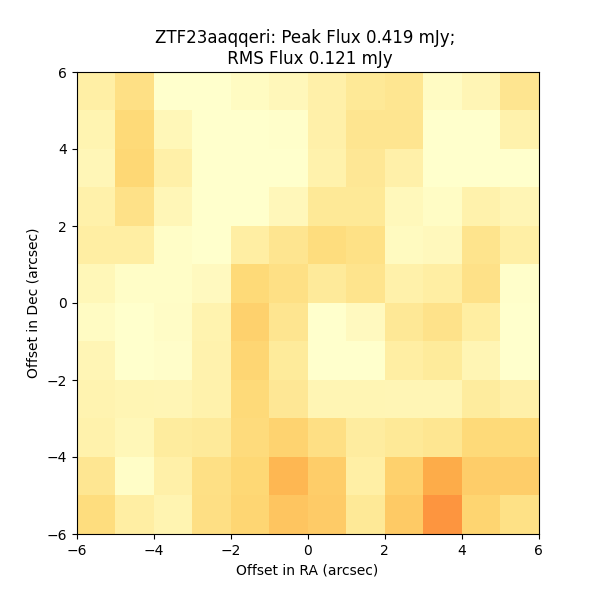 ZTF23aaqqeri: Peak Flux 0.419 mJy;
RMS Flux 0.121 mJy
6
4
2
0
−2
−4
−6
Offset in Dec (arcsec)
−6 −4 −2 0 2 4 6
Offset in RA (arcsec)